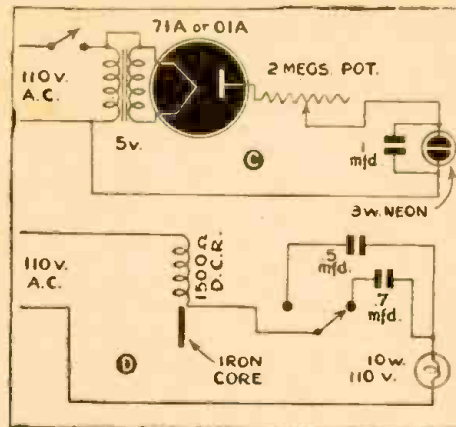 71A or 01A
110 v.
A.C.
5v.
2 MEGS. POT.
C
1
mfd.
3w. NEON
110 v.
A.C.
1500 Ω
D.C.R.
.5
mfd.
.7
mfd.
D
IRON
CORE
10 w.
110 v.